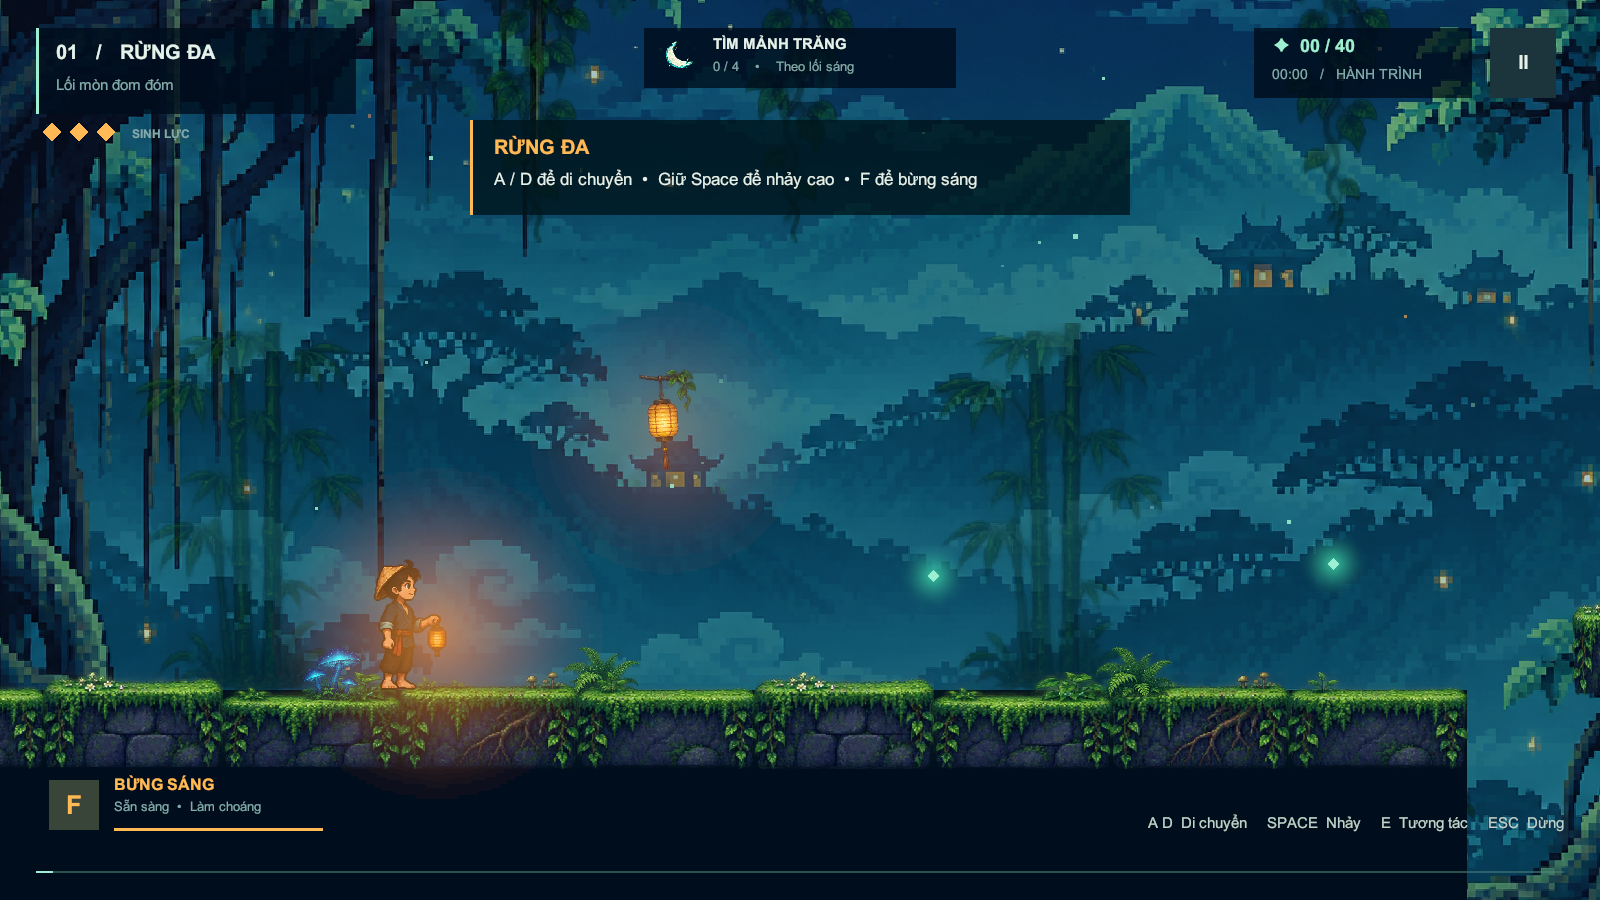 01 / RỪNG ĐA
Lối mòn đom đóm
SINH LỰC
TÌM MẢNH TRĂNG
0 / 4 • Theo lối sáng
00 / 40
00:00 / HÀNH TRÌNH
RỪNG ĐA
A / D để di chuyển • Giữ Space để nhảy cao • F để bừng sáng
F
BỪNG SÁNG
Sẵn sàng • Làm choáng
A D Di chuyển SPACE Nhảy E Tương tác ESC Dừng